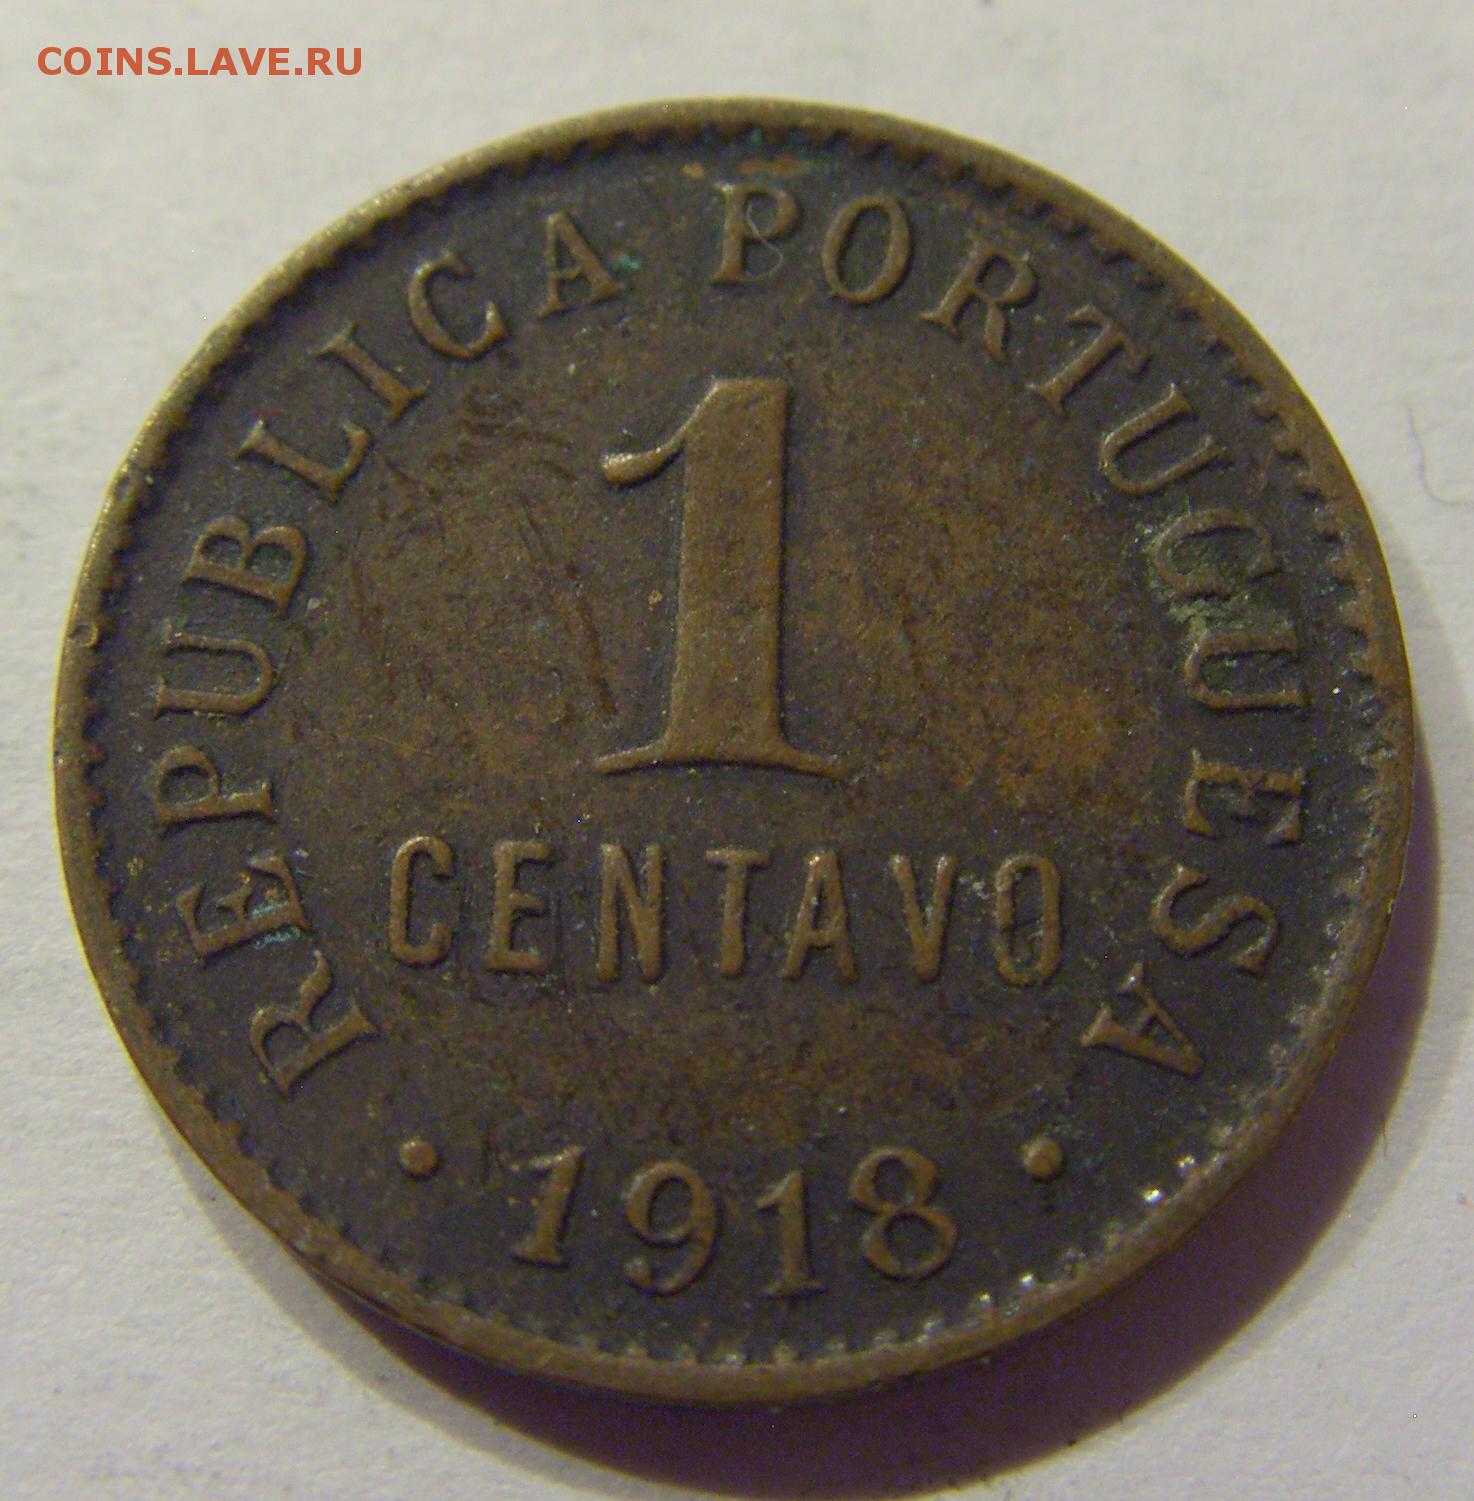 COINS.LAVE.RU
REPUBLICA PORTUGUESA
1
CENTAVO
• 1918 •